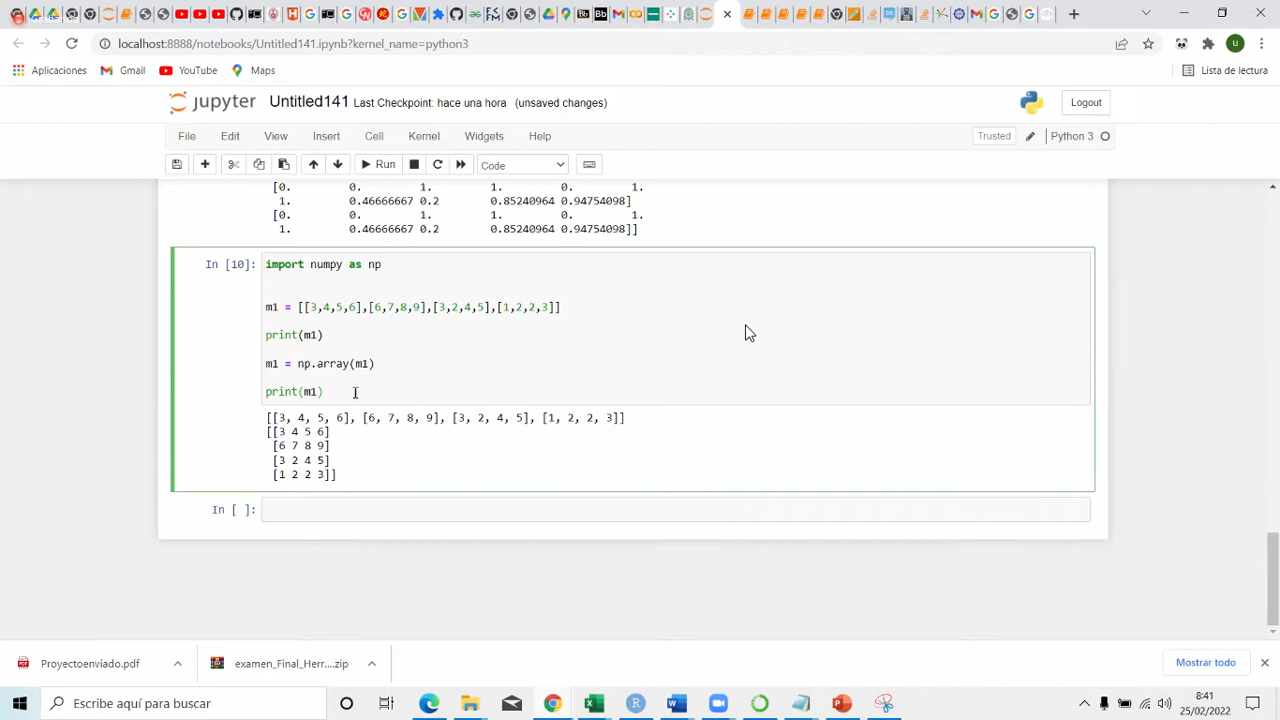 localhost:8888/notebooks/Untitled141.ipynb?kernel_name=python3
u
Aplicaciones
Gmail
YouTube
Maps
Lista de lectura
jupyter
Untitled141
Last Checkpoint: hace una hora (unsaved changes)
Logout
File Edit View Insert Cell Kernel Widgets Help
Trusted
Python 3
Run
Code
[0. 0. 1. 1. 0. 1.
1. 0.46666667 0.2 0.85240964 0.94754098]
[0. 0. 1. 1. 0. 1.
1. 0.46666667 0.2 0.85240964 0.94754098]]
In [10]:
import numpy as np
m1 = [[3,4,5,6],[6,7,8,9],[3,2,4,5],[1,2,2,3]]
print(m1)
m1 = np.array(m1)
print(m1)
[[3, 4, 5, 6], [6, 7, 8, 9], [3, 2, 4, 5], [1, 2, 2, 3]]
[[3 4 5 6]
[6 7 8 9]
[3 2 4 5]
[1 2 2 3]]
In [ ]:
Proyectoenviado.pdf
examen_Final_Herr....zip
Mostrar todo
Escribe aquí para buscar
8:41
25/02/2022